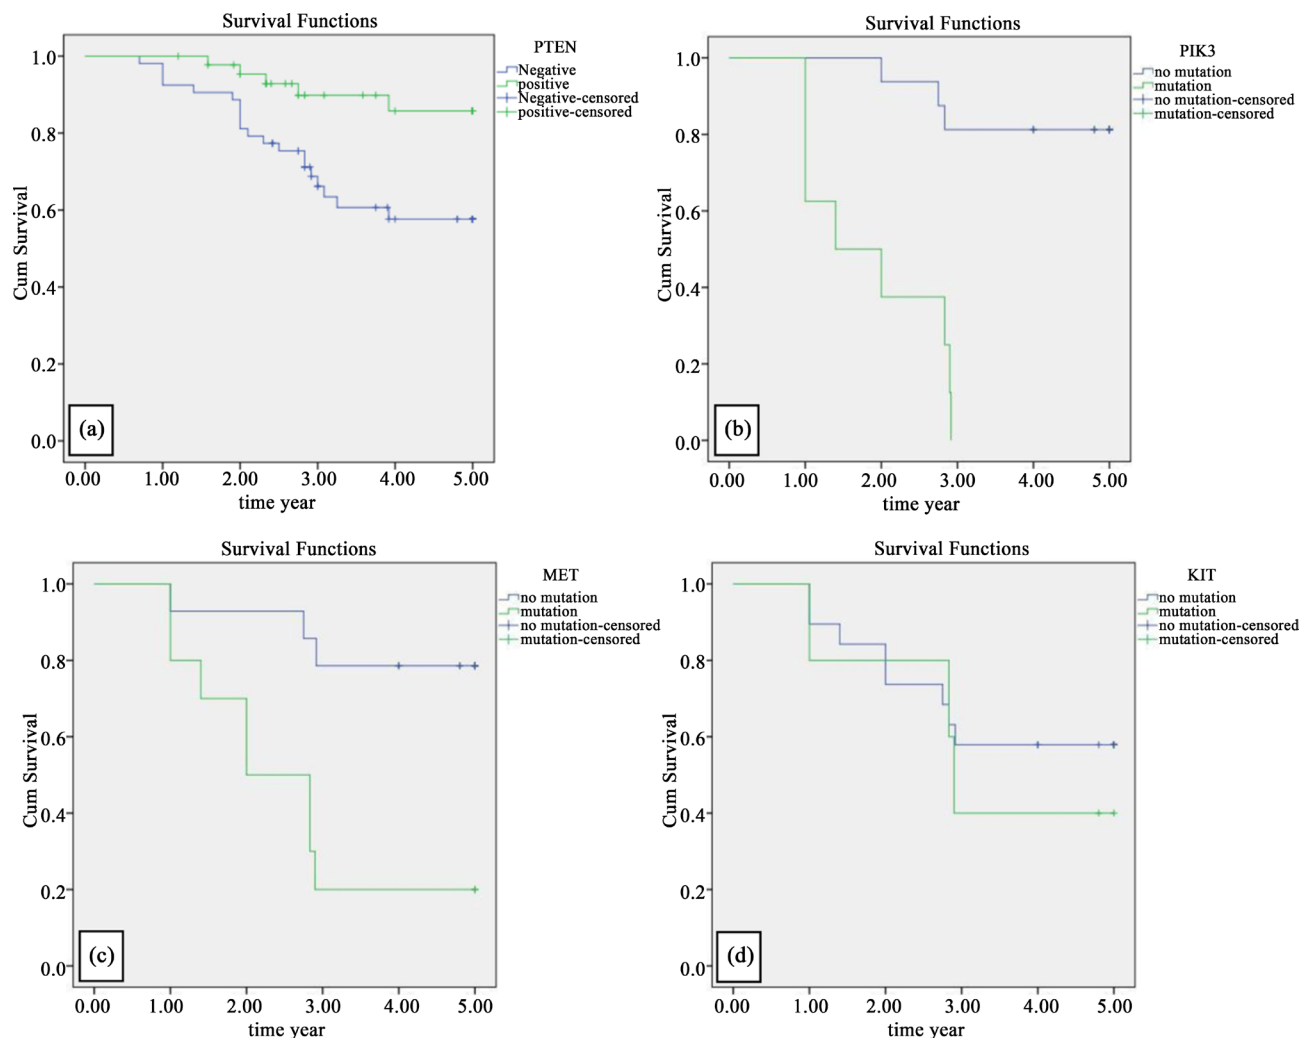 Survival Functions
PTEN
Negative
positive
Negative-censored
positive-censored
Cum Survival
1.0
0.8
0.6
0.4
0.2
0.0
(a)
0.00 1.00 2.00 3.00 4.00 5.00
time year
Survival Functions
PIK3
no mutation
mutation
no mutation-censored
mutation-censored
Cum Survival
1.0
0.8
0.6
0.4
0.2
0.0
(b)
0.00 1.00 2.00 3.00 4.00 5.00
time year
Survival Functions
MET
no mutation
mutation
no mutation-censored
mutation-censored
Cum Survival
1.0
0.8
0.6
0.4
0.2
0.0
(c)
0.00 1.00 2.00 3.00 4.00 5.00
time year
Survival Functions
KIT
no mutation
mutation
no mutation-censored
mutation-censored
Cum Survival
1.0
0.8
0.6
0.4
0.2
0.0
(d)
0.00 1.00 2.00 3.00 4.00 5.00
time year